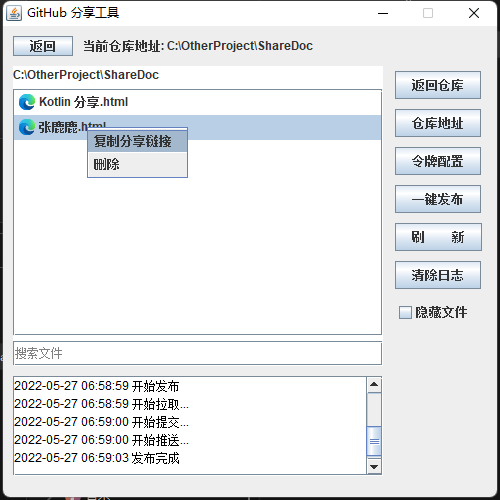 GitHub 分享工具
返回 当前仓库地址: C:\OtherProject\ShareDoc
C:\OtherProject\ShareDoc
Kotlin 分享.html
张鹿鹿.html
复制分享链接
删除
返回仓库
仓库地址
令牌配置
一键发布
刷 新
清除日志
隐藏文件
搜索文件
2022-05-27 06:58:59 开始发布
2022-05-27 06:58:59 开始拉取...
2022-05-27 06:59:00 开始提交...
2022-05-27 06:59:00 开始推送...
2022-05-27 06:59:03 发布完成